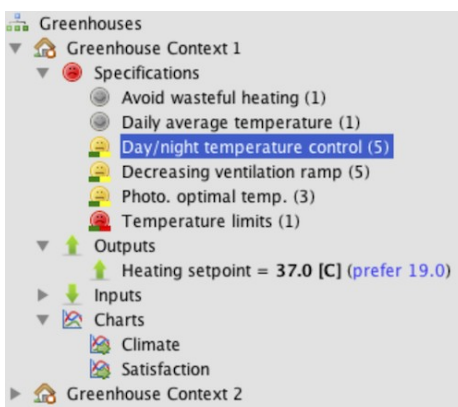 Greenhouses
Greenhouse Context 1
Specifications
Avoid wasteful heating (1)
Daily average temperature (1)
Day/night temperature control (5)
Decreasing ventilation ramp (5)
Photo. optimal temp. (3)
Temperature limits (1)
Outputs
Heating setpoint = 37.0 [C] (prefer 19.0)
Inputs
Charts
Climate
Satisfaction
Greenhouse Context 2